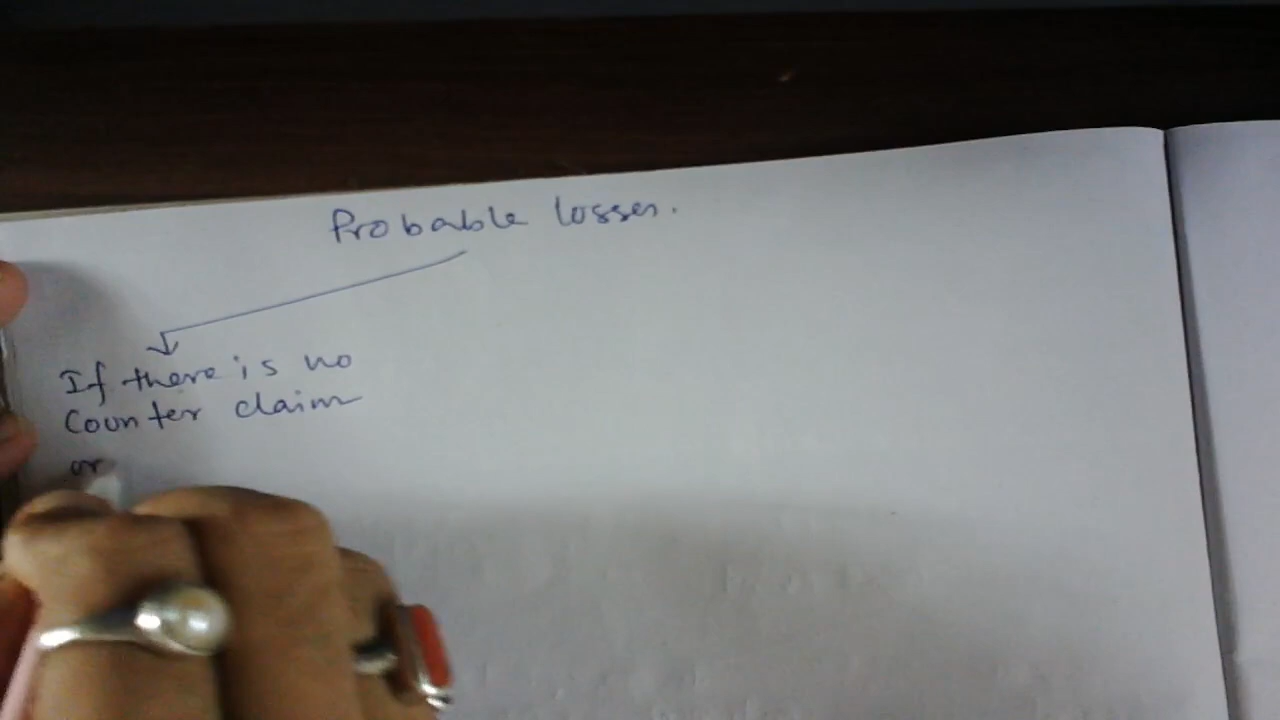 Probable losses.
If there is no
Counter claim
or